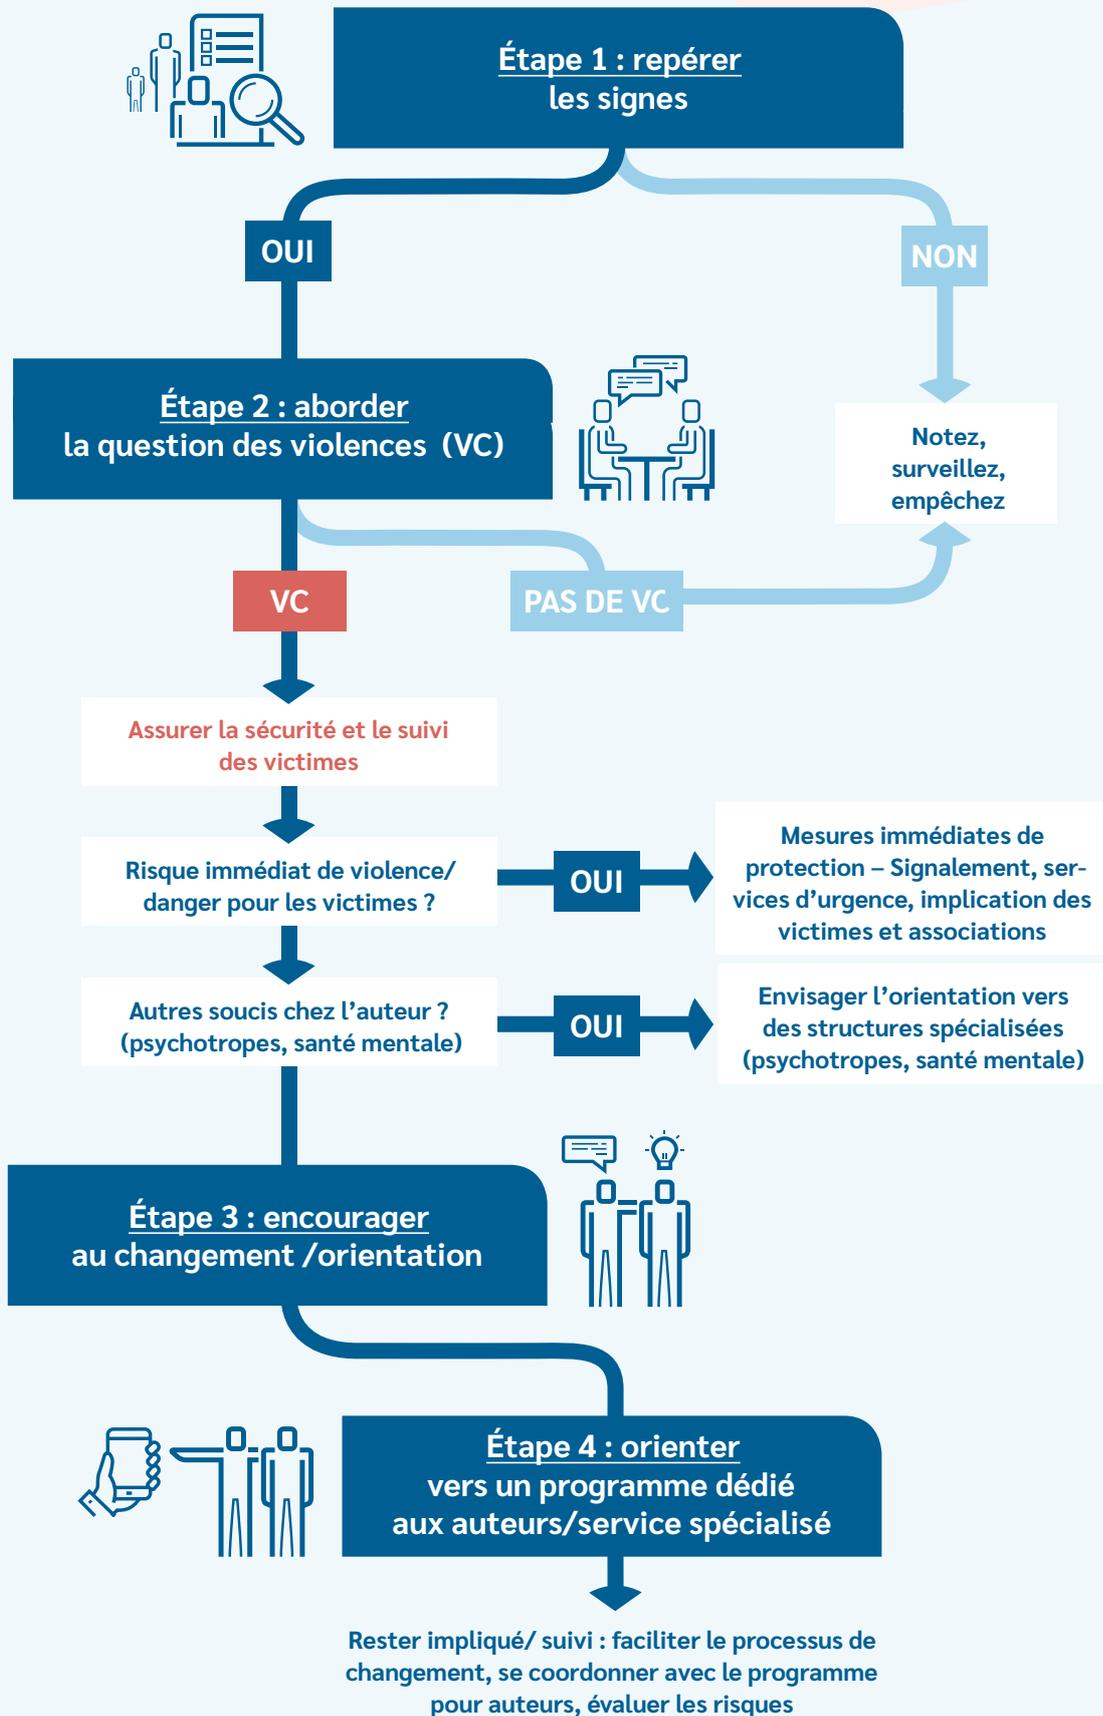 Étape 1 : repérer
les signes
OUI
NON
Étape 2 : aborder
la question des violences (VC)
Notez,
surveillez,
empêchez
VC
PAS DE VC
Assurer la sécurité et le suivi
des victimes
Risque immédiat de violence/
danger pour les victimes ?
OUI
Mesures immédiates de
protection – Signalement, ser-
vices d’urgence, implication des
victimes et associations
Autres soucis chez l’auteur ?
(psychotropes, santé mentale)
OUI
Envisager l’orientation vers
des structures spécialisées
(psychotropes, santé mentale)
Étape 3 : encourager
au changement /orientation
Étape 4 : orienter
vers un programme dédié
aux auteurs/service spécialisé
Rester impliqué/ suivi : faciliter le processus de
changement, se coordonner avec le programme
pour auteurs, évaluer les risques